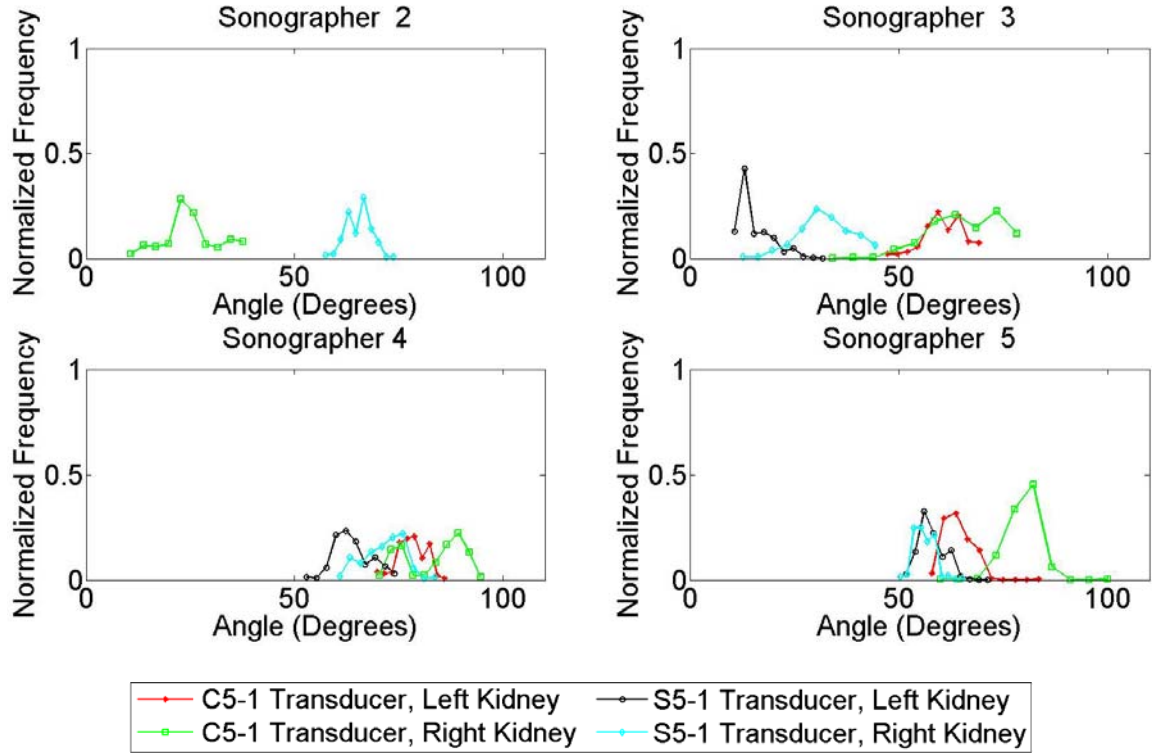 Sonographer 2
Normalized Frequency
1
0.5
0
0
50
100
Angle (Degrees)
Sonographer 3
Normalized Frequency
1
0.5
0
0
50
100
Angle (Degrees)
Sonographer 4
Normalized Frequency
1
0.5
0
0
50
100
Angle (Degrees)
Sonographer 5
Normalized Frequency
1
0.5
0
0
50
100
Angle (Degrees)
C5-1 Transducer, Left Kidney
C5-1 Transducer, Right Kidney
S5-1 Transducer, Left Kidney
S5-1 Transducer, Right Kidney